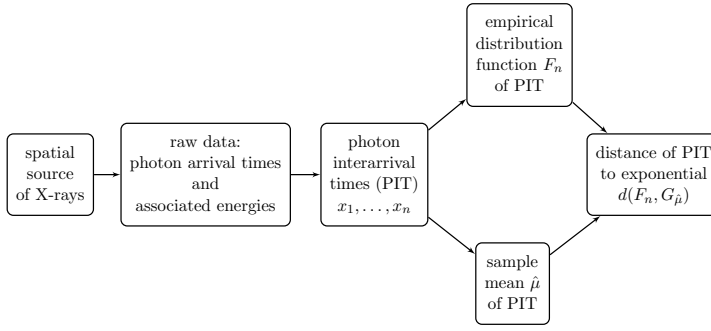 spatial
source
of X-rays
raw data:
photon arrival times
and
associated energies
photon
interarrival
times (PIT)
x₁, . . . , xₙ
empirical
distribution
function Fₙ
of PIT
sample
mean μ̂
of PIT
distance of PIT
to exponential
d(Fₙ, G_μ̂)